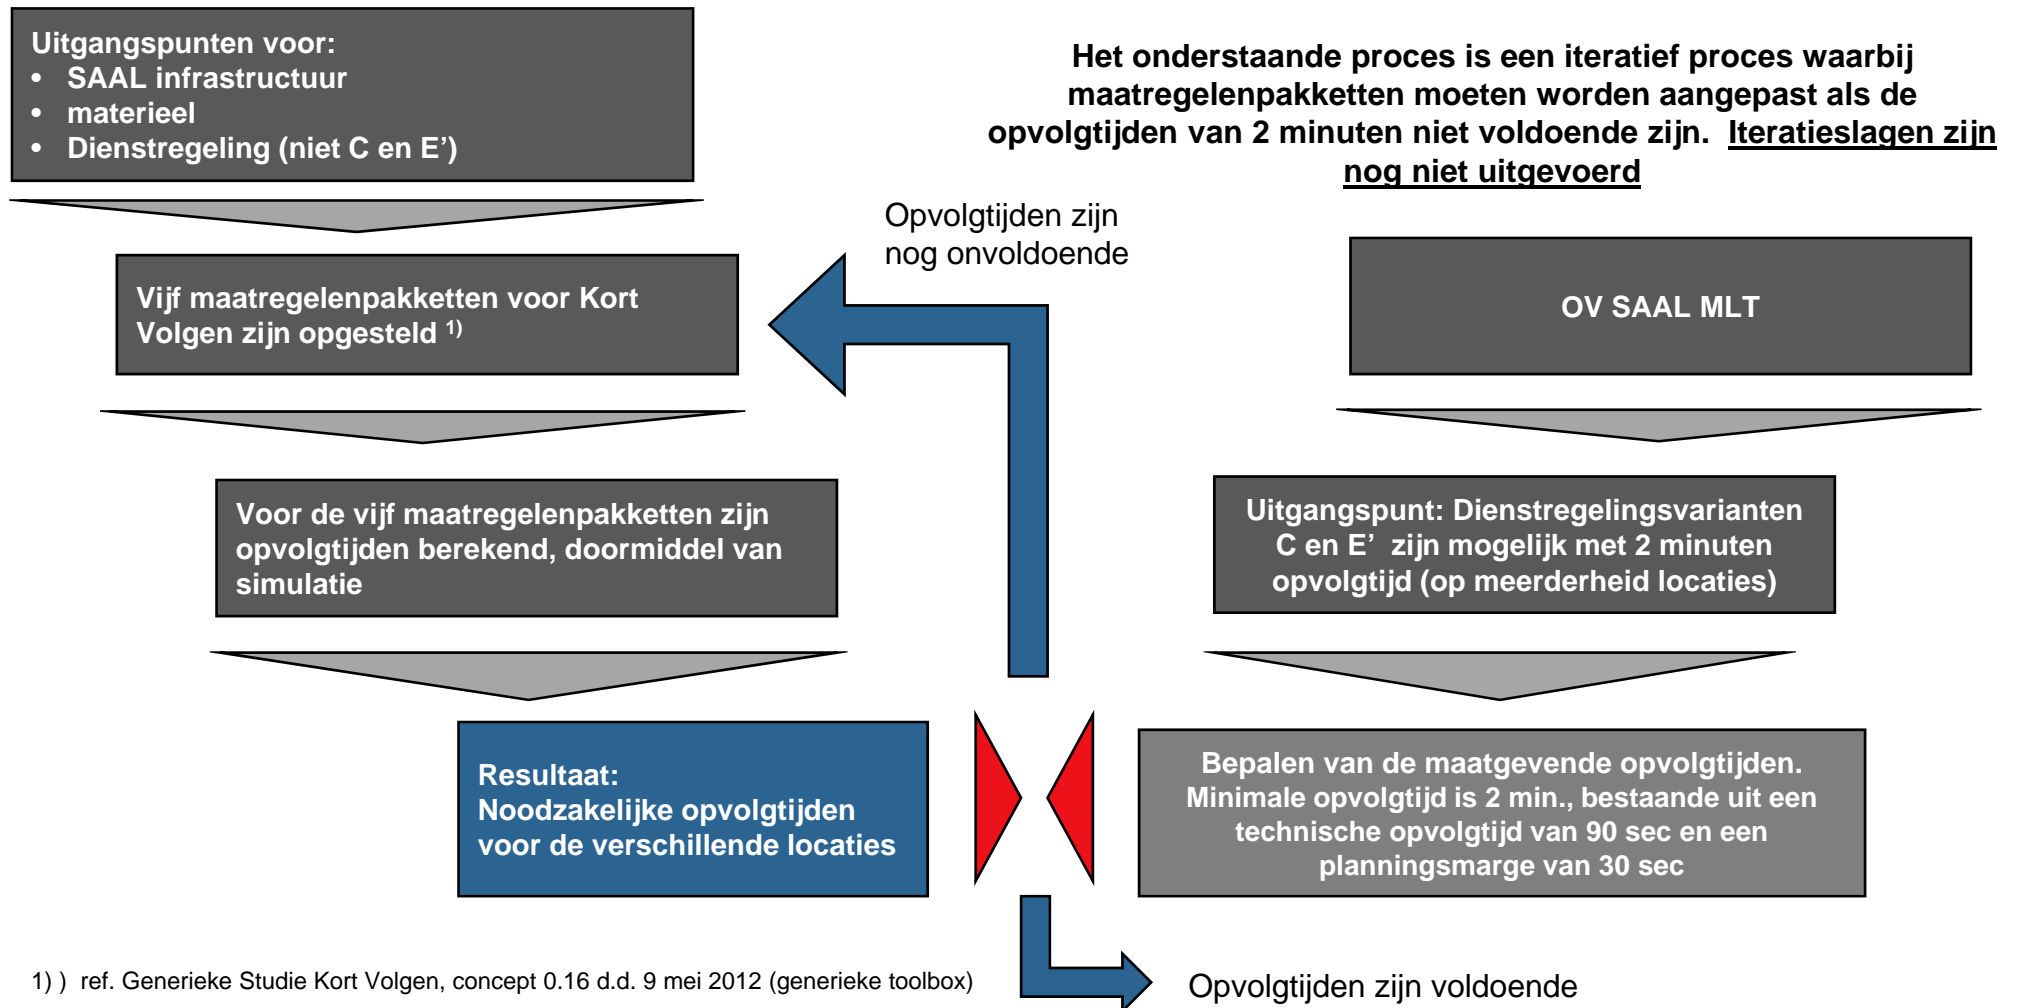 Uitgangspunten voor:
• SAAL infrastructuur
• materieel
• Dienstregeling (niet C en E’)
Het onderstaande proces is een iteratief proces waarbij
maatregelenpakketten moeten worden aangepast als de
opvolgtijden van 2 minuten niet voldoende zijn. Iteratieslagen zijn
nog niet uitgevoerd
Opvolgtijden zijn
nog onvoldoende
Vijf maatregelenpakketten voor Kort
Volgen zijn opgesteld 1)
OV SAAL MLT
Voor de vijf maatregelenpakketten zijn
opvolgtijden berekend, doormiddel van
simulatie
Uitgangspunt: Dienstregelingsvarianten
C en E’ zijn mogelijk met 2 minuten
opvolgtijd (op meerderheid locaties)
Resultaat:
Noodzakelijke opvolgtijden
voor de verschillende locaties
Bepalen van de maatgevende opvolgtijden.
Minimale opvolgtijd is 2 min., bestaande uit een
technische opvolgtijd van 90 sec en een
planningsmarge van 30 sec
1) ) ref. Generieke Studie Kort Volgen, concept 0.16 d.d. 9 mei 2012 (generieke toolbox)
Opvolgtijden zijn voldoende